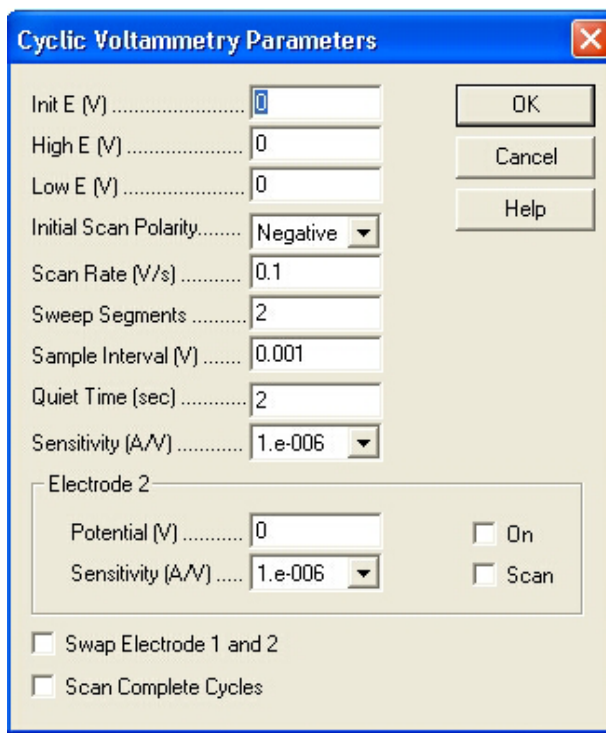 Cyclic Voltammetry Parameters
Init E (V) ...................... 0
OK
High E (V) ................... 0
Cancel
Low E (V) ................... 0
Help
Initial Scan Polarity........ Negative
Scan Rate (V/s) .......... 0.1
Sweep Segments ......... 2
Sample Interval (V) ...... 0.001
Quiet Time (sec) ........... 2
Sensitivity (A/V) ........... 1.e-006
Electrode 2
Potential (V) .......... 0
On
Sensitivity (A/V) ..... 1.e-006
Scan
Swap Electrode 1 and 2
Scan Complete Cycles